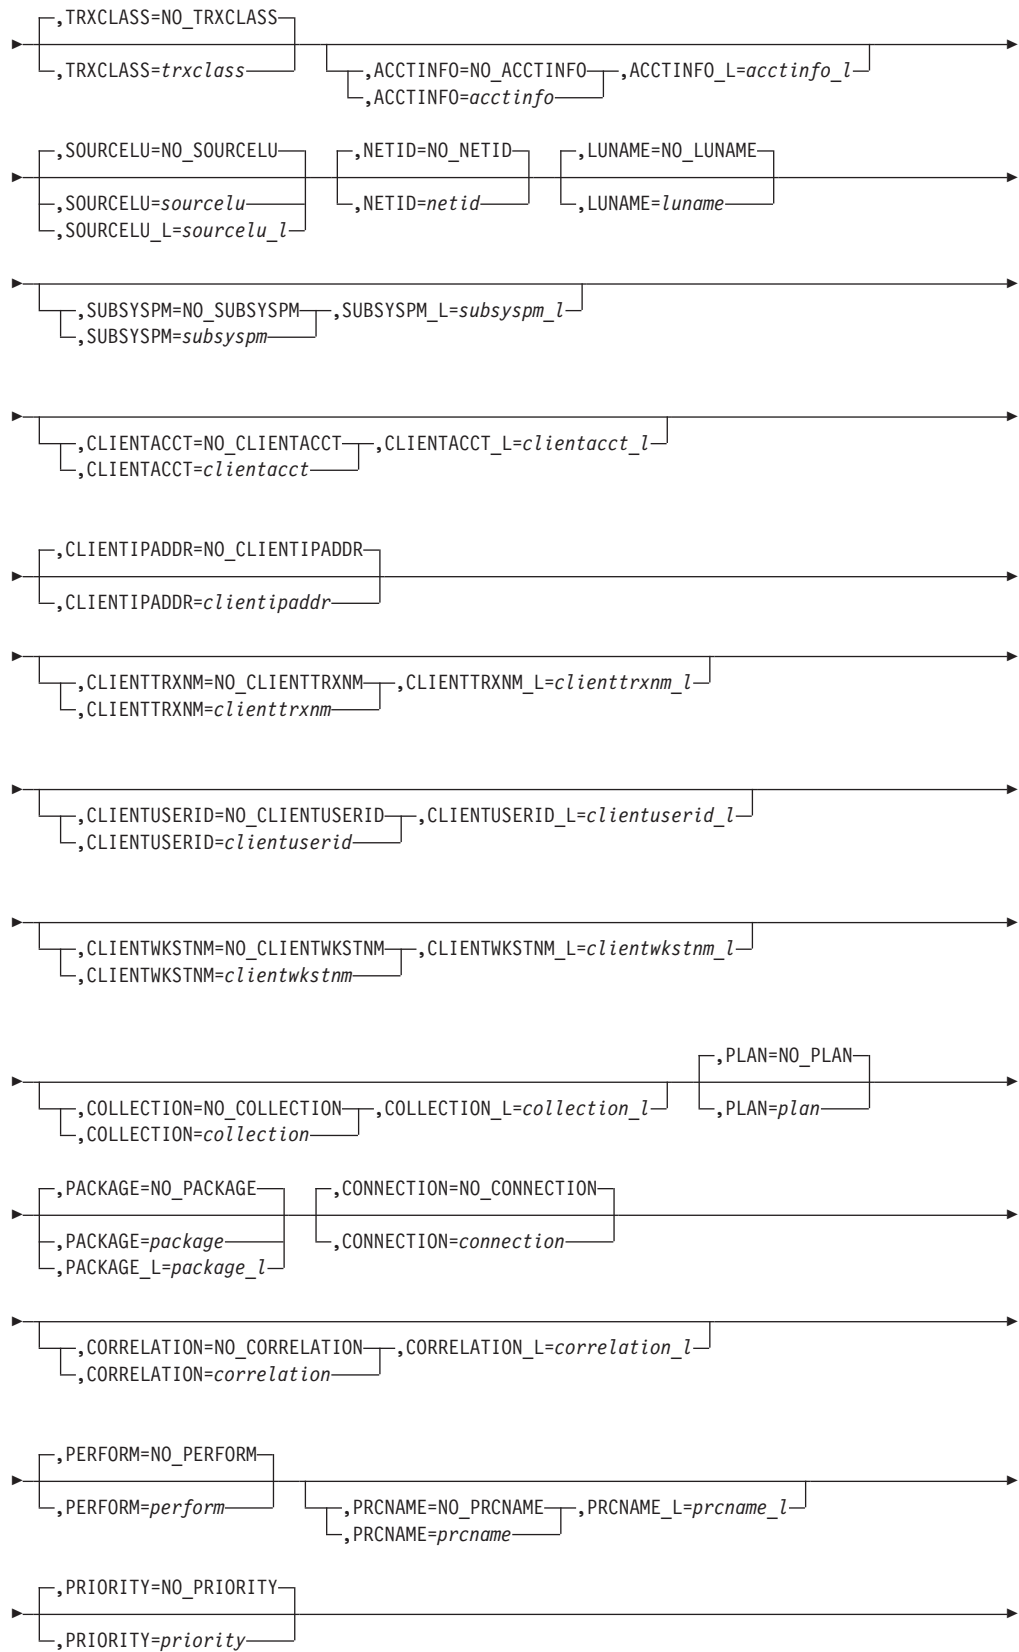 ,TRXCLASS=NO_TRXCLASS
,TRXCLASS=trxclass
,ACCTINFO=NO_ACCTINFO
,ACCTINFO=acctinfo
,ACCTINFO_L=acctinfo_l
,SOURCELU=NO_SOURCELU
,SOURCELU=sourcelu
,SOURCELU_L=sourcelu_l
,NETID=NO_NETID
,NETID=netid
,LUNAME=NO_LUNAME
,LUNAME=luname
,SUBSYSPM=NO_SUBSYSPM
,SUBSYSPM=subsyspm
,SUBSYSPM_L=subsyspm_l
,CLIENTACCT=NO_CLIENTACCT
,CLIENTACCT=clientacct
,CLIENTACCT_L=clientacct_l
,CLIENTIPADDR=NO_CLIENTIPADDR
,CLIENTIPADDR=clientipaddr
,CLIENTTRXNM=NO_CLIENTTRXNM
,CLIENTTRXNM=clienttrxnm
,CLIENTTRXNM_L=clienttrxnm_l
,CLIENTUSERID=NO_CLIENTUSERID
,CLIENTUSERID=clientuserid
,CLIENTUSERID_L=clientuserid_l
,CLIENTWKSTNM=NO_CLIENTWKSTNM
,CLIENTWKSTNM=clientwkstnm
,CLIENTWKSTNM_L=clientwkstnm_l
,COLLECTION=NO_COLLECTION
,COLLECTION=collection
,COLLECTION_L=collection_l
,PLAN=NO_PLAN
,PLAN=plan
,PACKAGE=NO_PACKAGE
,PACKAGE=package
,PACKAGE_L=package_l
,CONNECTION=NO_CONNECTION
,CONNECTION=connection
,CORRELATION=NO_CORRELATION
,CORRELATION=correlation
,CORRELATION_L=correlation_l
,PERFORM=NO_PERFORM
,PERFORM=perform
,PRCNAME=NO_PRCNAME
,PRCNAME=prcname
,PRCNAME_L=prcname_l
,PRIORITY=NO_PRIORITY
,PRIORITY=priority